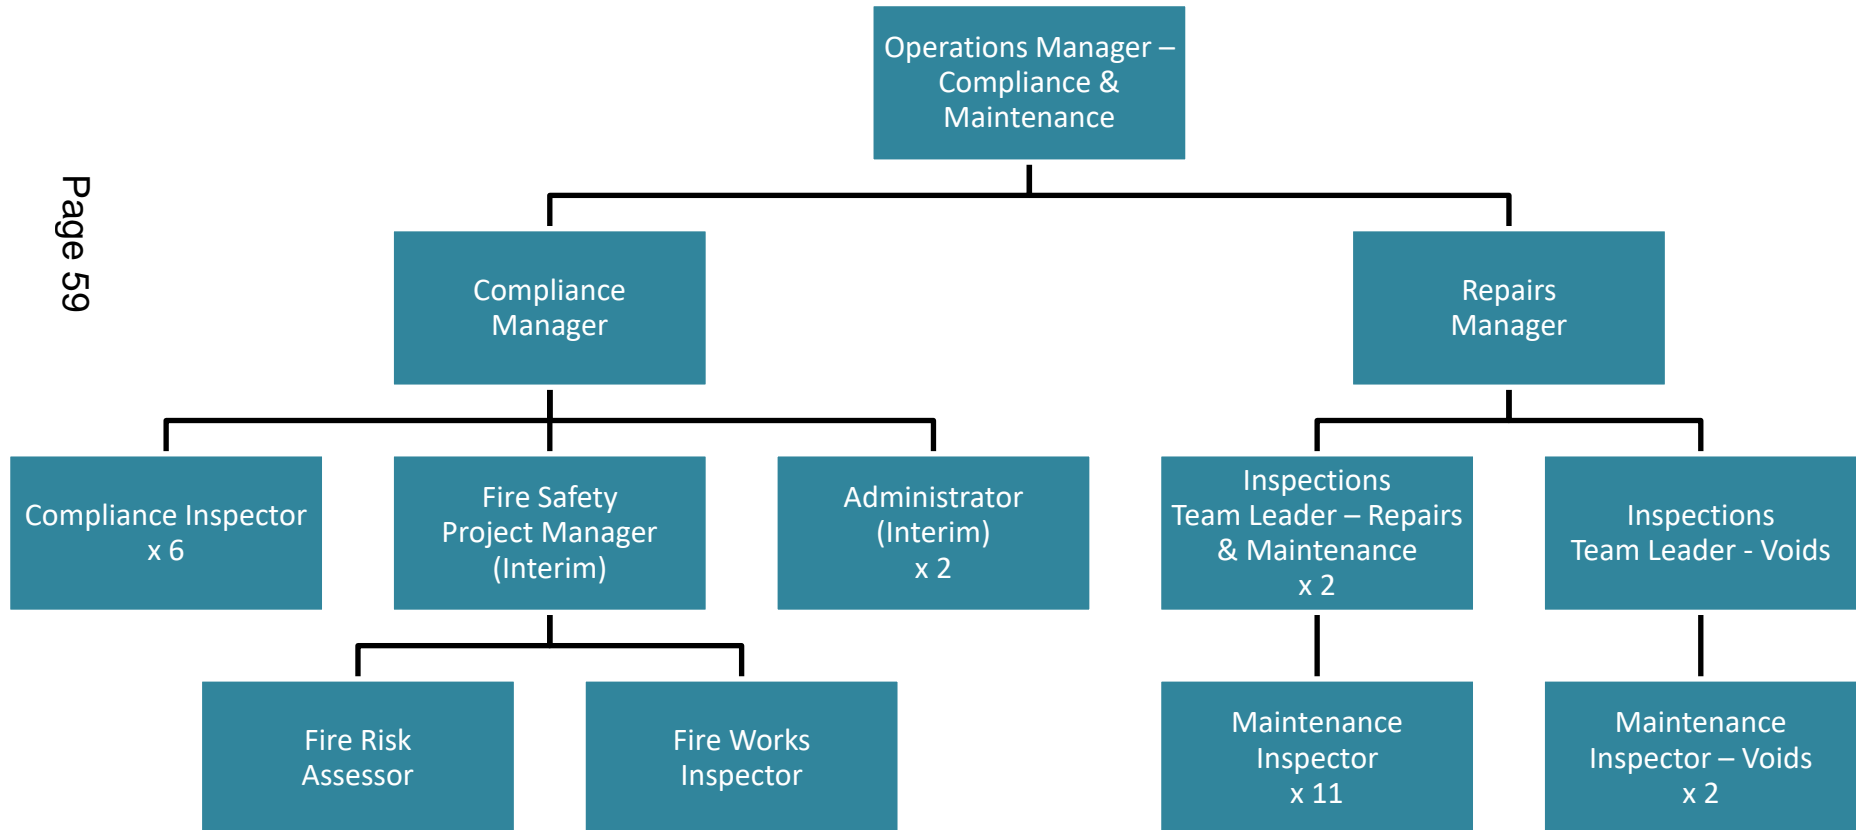 Operations Manager –
Compliance &
Maintenance
Page 59
Compliance
Manager
Repairs
Manager
Compliance Inspector
x 6
Fire Safety
Project Manager
(Interim)
Administrator
(Interim)
x 2
Inspections
Team Leader – Repairs
& Maintenance
x 2
Inspections
Team Leader - Voids
Fire Risk
Assessor
Fire Works
Inspector
Maintenance
Inspector
x 11
Maintenance
Inspector – Voids
x 2